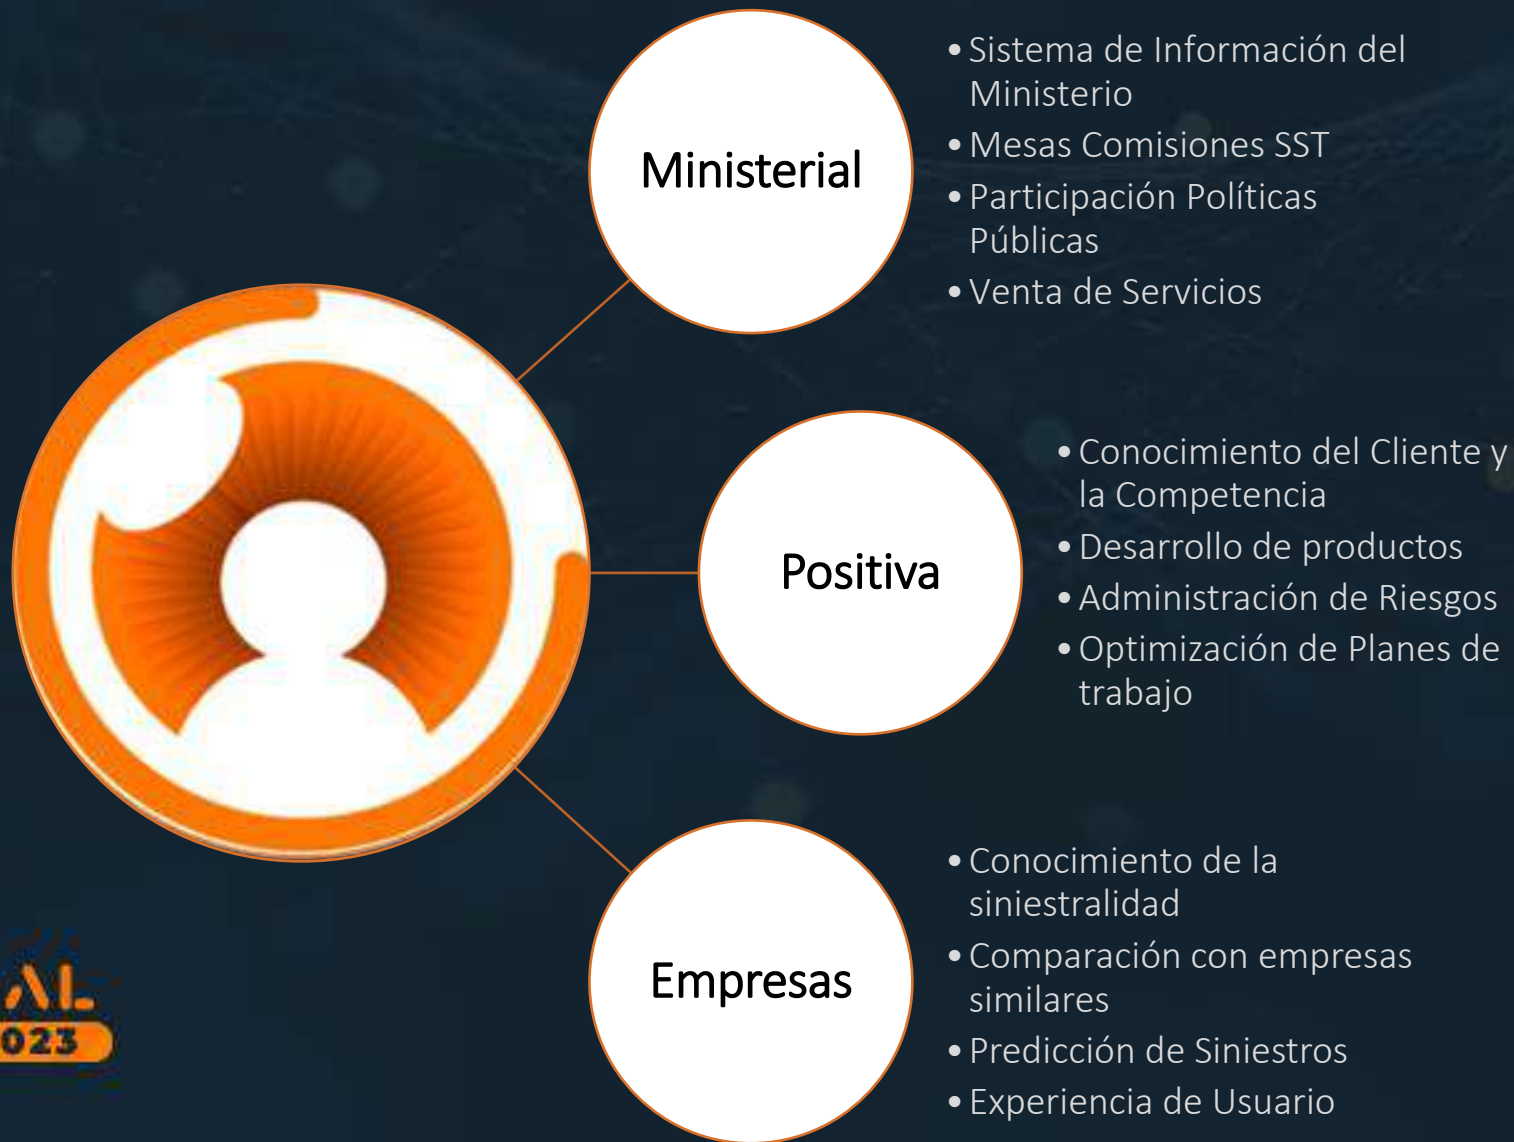 Ministerial
• Sistema de Información del
Ministerio
• Mesas Comisiones SST
• Participación Políticas
Públicas
• Venta de Servicios
Positiva
• Conocimiento del Cliente y
la Competencia
• Desarrollo de productos
• Administración de Riesgos
• Optimización de Planes de
trabajo
Empresas
• Conocimiento de la
siniestralidad
• Comparación con empresas
similares
• Predicción de Siniestros
• Experiencia de Usuario
AL
023